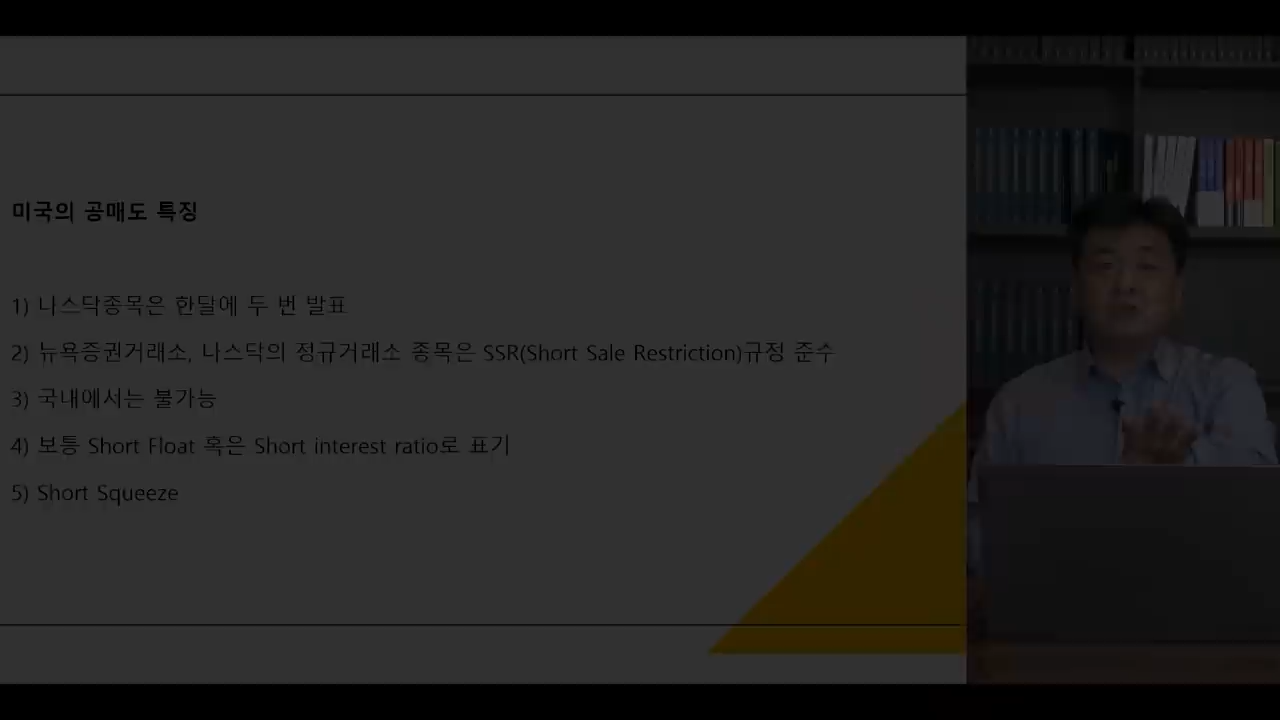 미국의 공매도 특징
1) 나스닥종목은 한달에 두 번 발표
2) 뉴욕증권거래소, 나스닥의 정규거래소 종목은 SSR(Short Sale Restriction)규정 준수
3) 국내에서는 불가능
4) 보통 Short Float 혹은 Short interest ratio로 표기
5) Short Squeeze